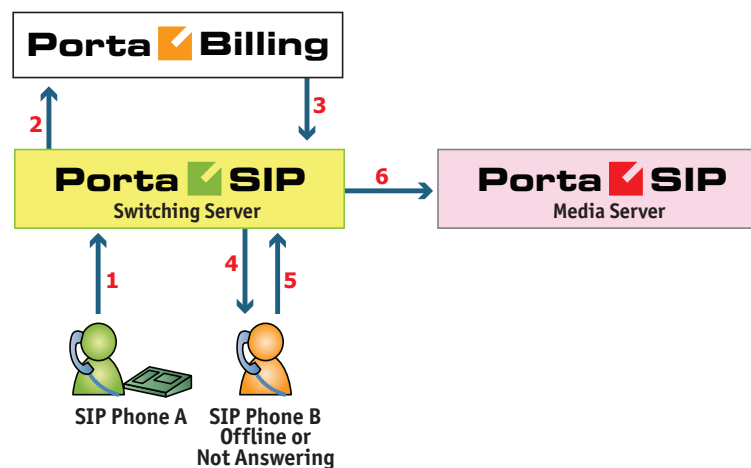 Porta Billing
2
3
Porta SIP
Switching Server
6
Porta SIP
Media Server
1
4
5
SIP Phone A
SIP Phone B
Offline or
Not Answering